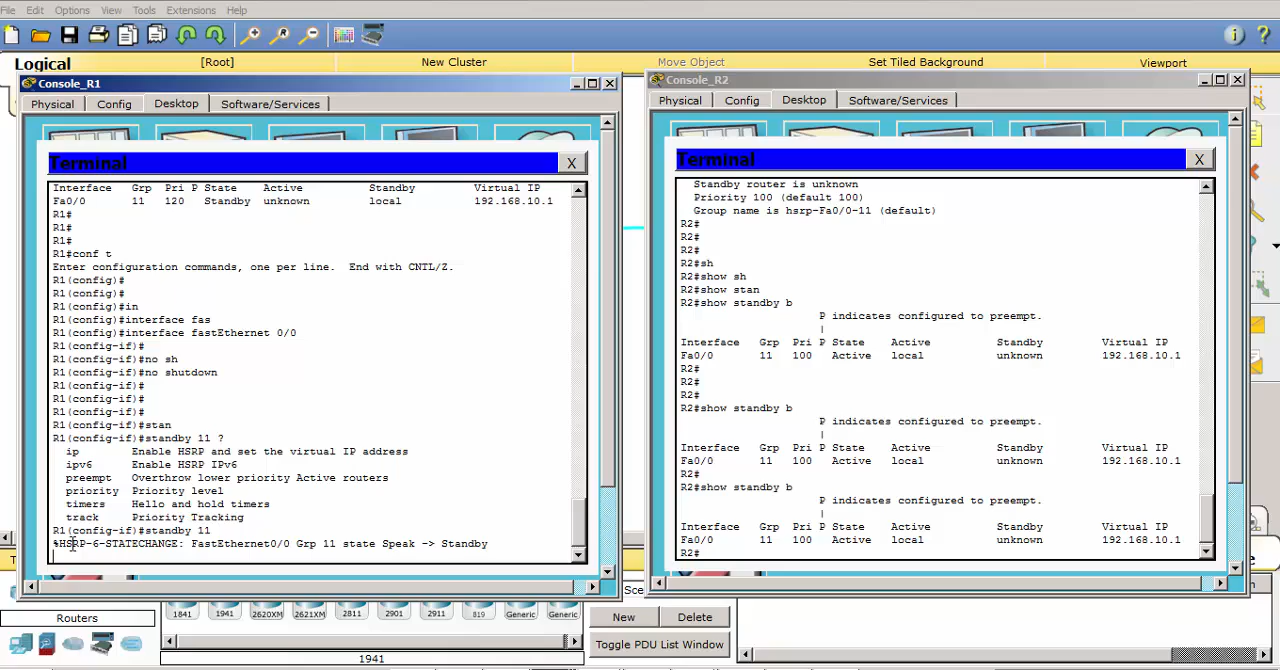 File Edit Options View Tools Extensions Help
Logical [Root] New Cluster Move Object Set Tiled Background Viewport
Console_R1
Physical Config Desktop Software/Services
Terminal X
Interface Grp Pri P State Active Standby Virtual IP
Fa0/0 11 120 Standby unknown local 192.168.10.1
R1#
R1#
R1#
R1#conf t
Enter configuration commands, one per line. End with CNTL/Z.
R1(config)#
R1(config)#
R1(config)#in
R1(config)#interface fas
R1(config)#interface fastEthernet 0/0
R1(config-if)#
R1(config-if)#no sh
R1(config-if)#no shutdown
R1(config-if)#
R1(config-if)#
R1(config-if)#
R1(config-if)#stan
R1(config-if)#standby 11 ?
ip Enable HSRP and set the virtual IP address
ipv6 Enable HSRP IPv6
preempt Overthrow lower priority Active routers
priority Priority level
timers Hello and hold timers
track Priority Tracking
R1(config-if)#standby 11
%HSRP-6-STATECHANGE: FastEthernet0/0 Grp 11 state Speak -> Standby
Console_R2
Physical Config Desktop Software/Services
Terminal X
Standby router is unknown
Priority 100 (default 100)
Group name is hsrp-Fa0/0-11 (default)
R2#
R2#
R2#
R2#sh
R2#show sh
R2#show stan
R2#show standby b
P indicates configured to preempt.
|
Interface Grp Pri P State Active Standby Virtual IP
Fa0/0 11 100 Active local unknown 192.168.10.1
R2#
R2#
R2#
R2#show standby b
P indicates configured to preempt.
|
Interface Grp Pri P State Active Standby Virtual IP
Fa0/0 11 100 Active local unknown 192.168.10.1
R2#
R2#show standby b
P indicates configured to preempt.
|
Interface Grp Pri P State Active Standby Virtual IP
Fa0/0 11 100 Active local unknown 192.168.10.1
R2#
Routers
1841 1941 2620XM 2621XM 2811 2901 2911 819 Generic Generic
1941
New Delete
Toggle PDU List Window